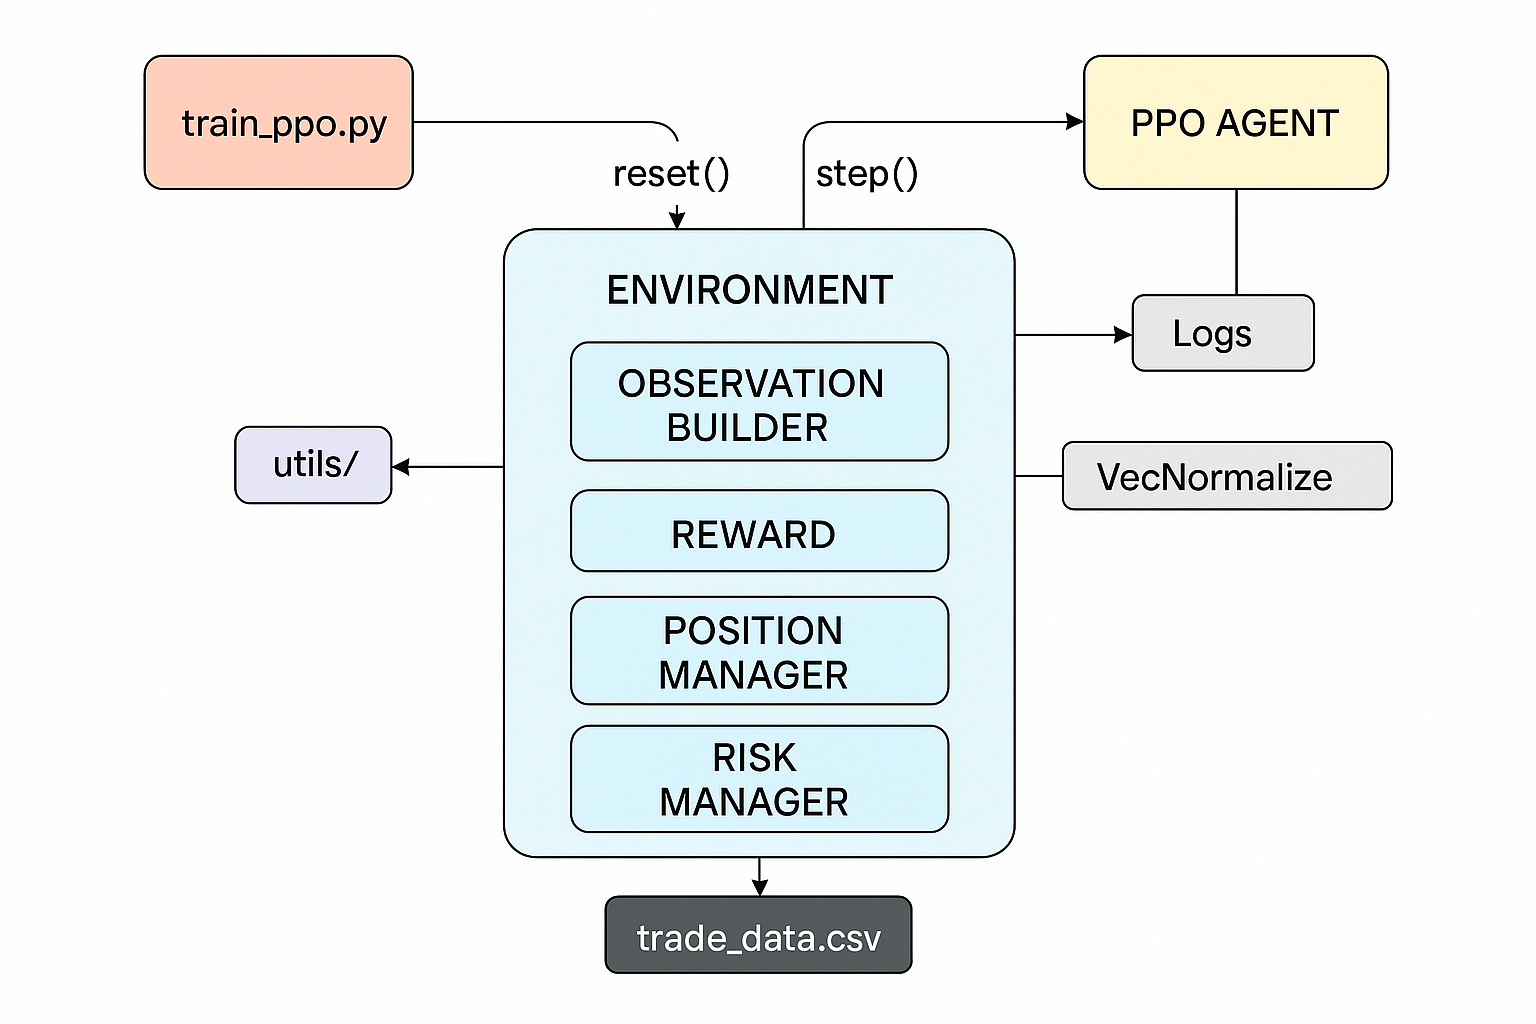 train_ppo.py
reset()
step()
PPO AGENT
ENVIRONMENT
OBSERVATION
BUILDER
REWARD
POSITION
MANAGER
RISK
MANAGER
Logs
utils/
VecNormalize
trade_data.csv